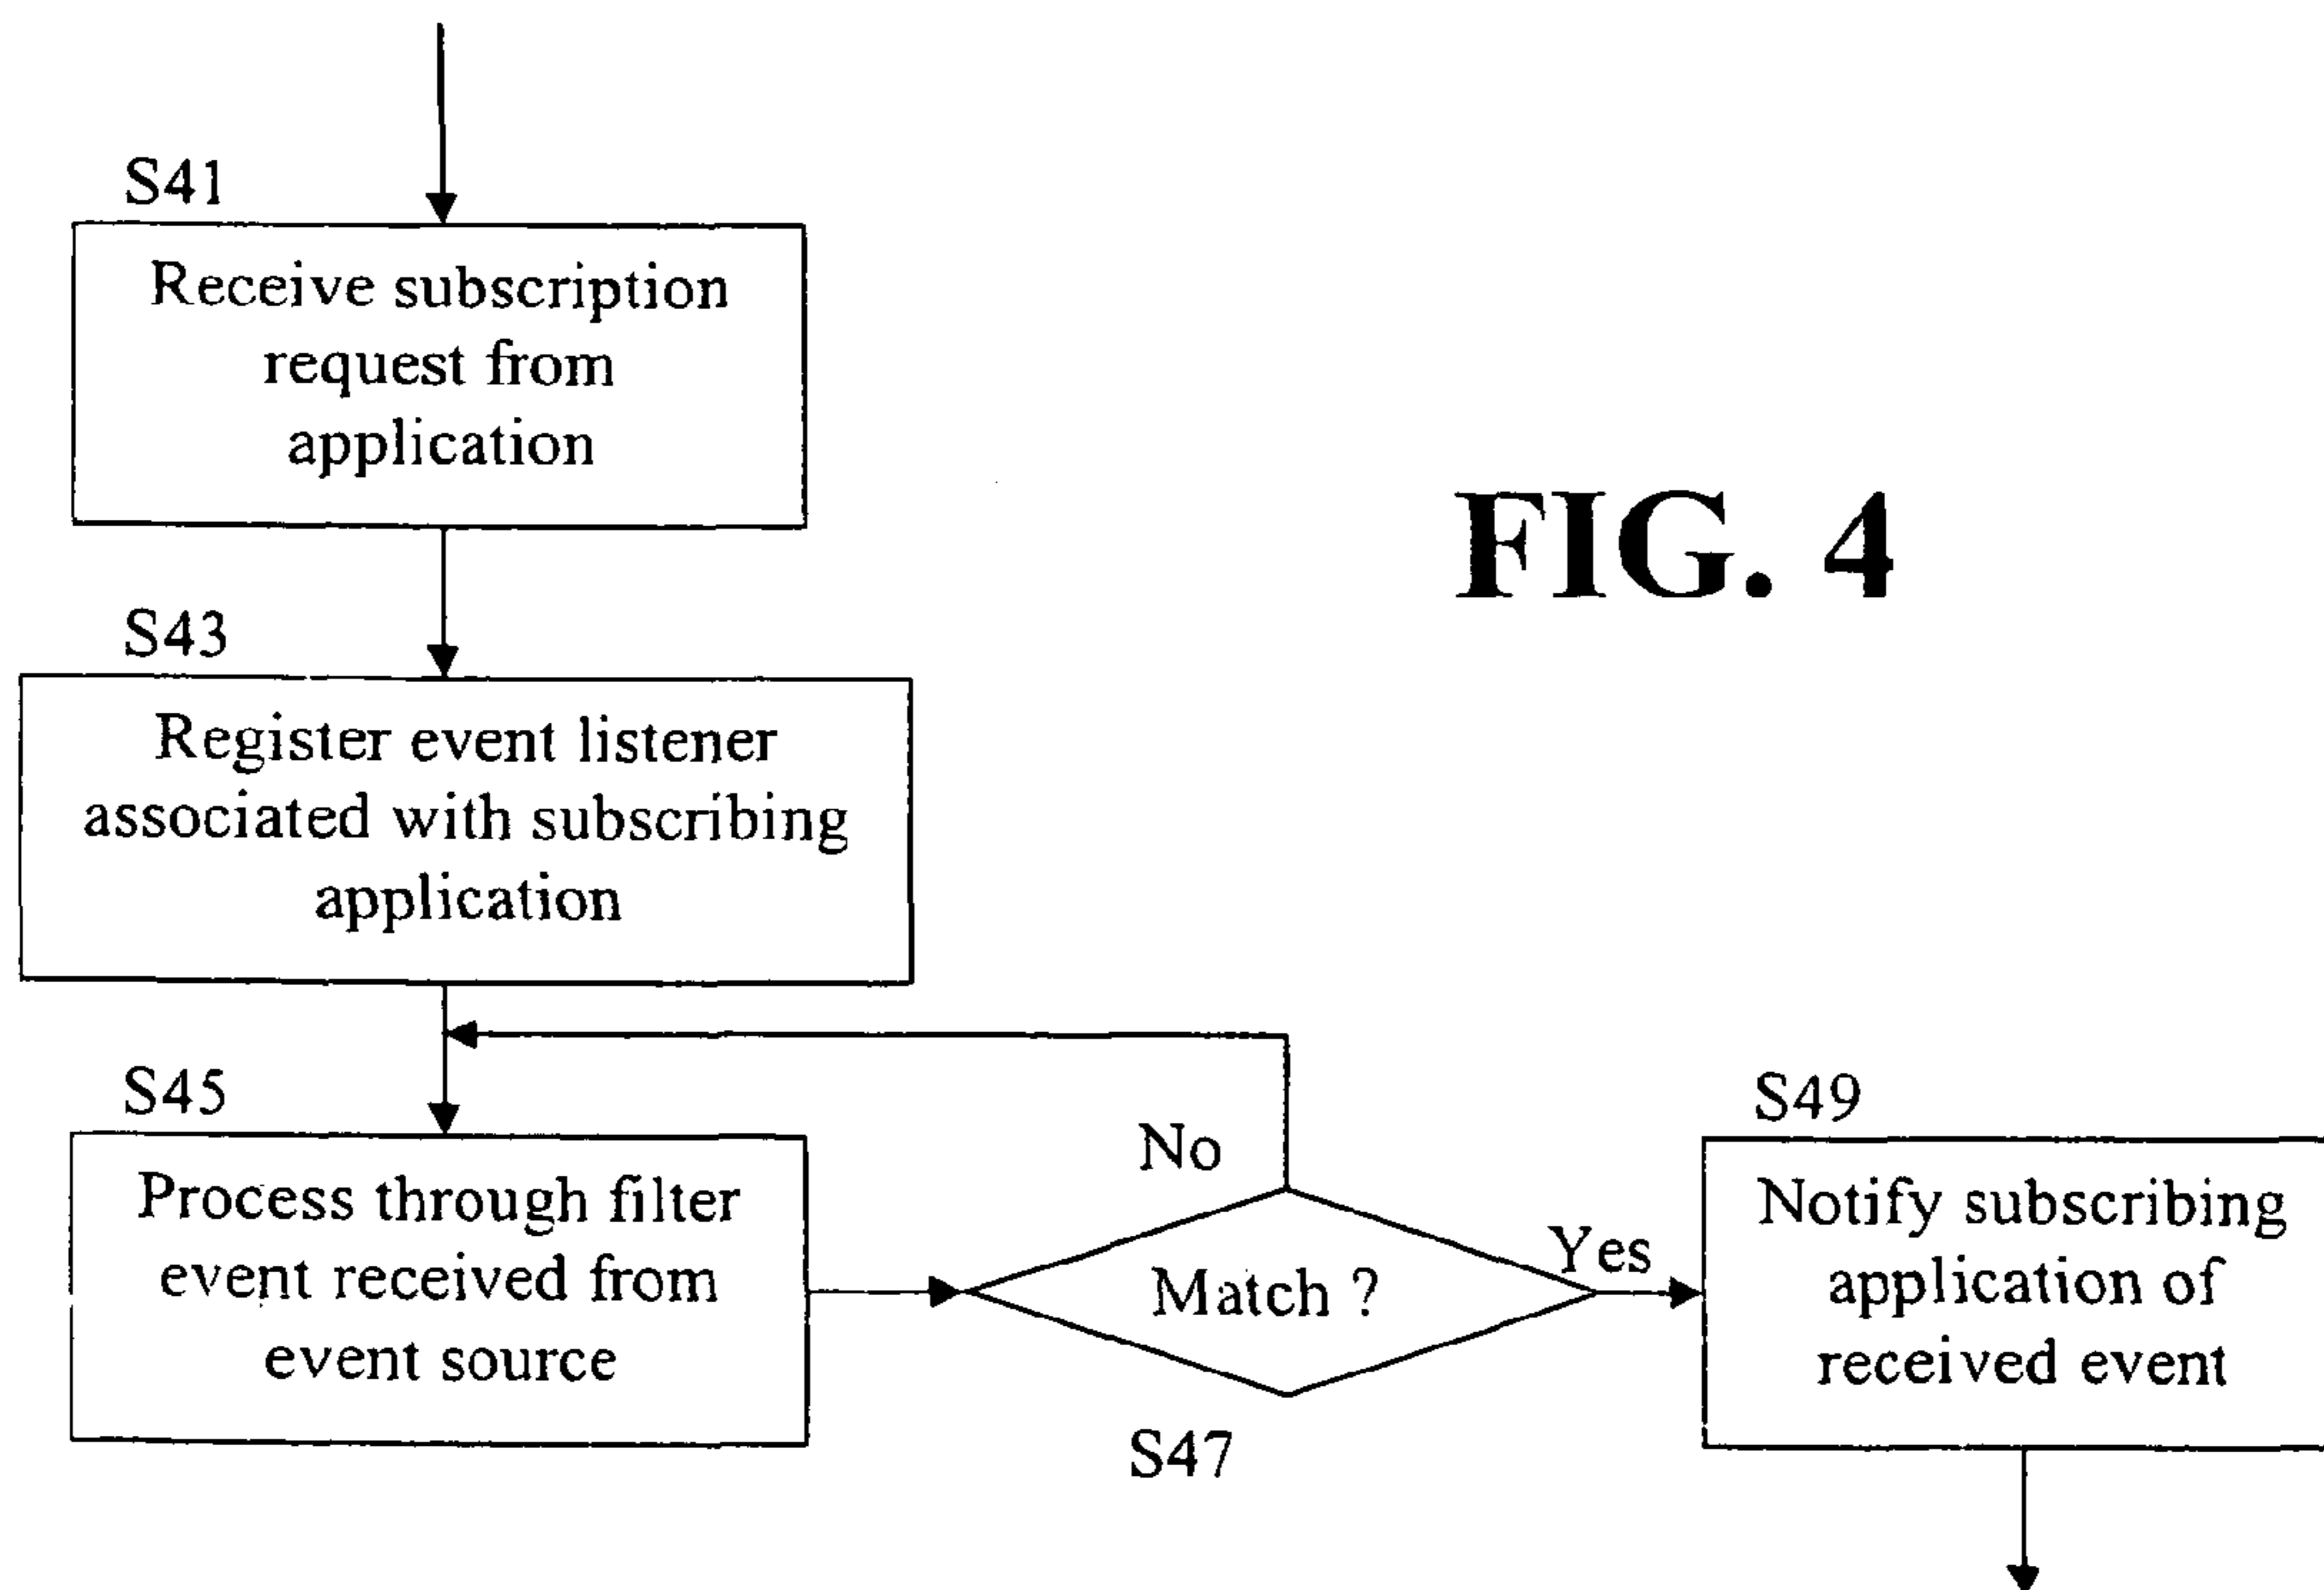 S41
Receive subscription
request from
application
FIG. 4
S43
Register event listener
associated with subscribing
application
S45
Process through filter
event received from
event source
No
Match ?
Yes
S47
S49
Notify subscribing
application of
received event